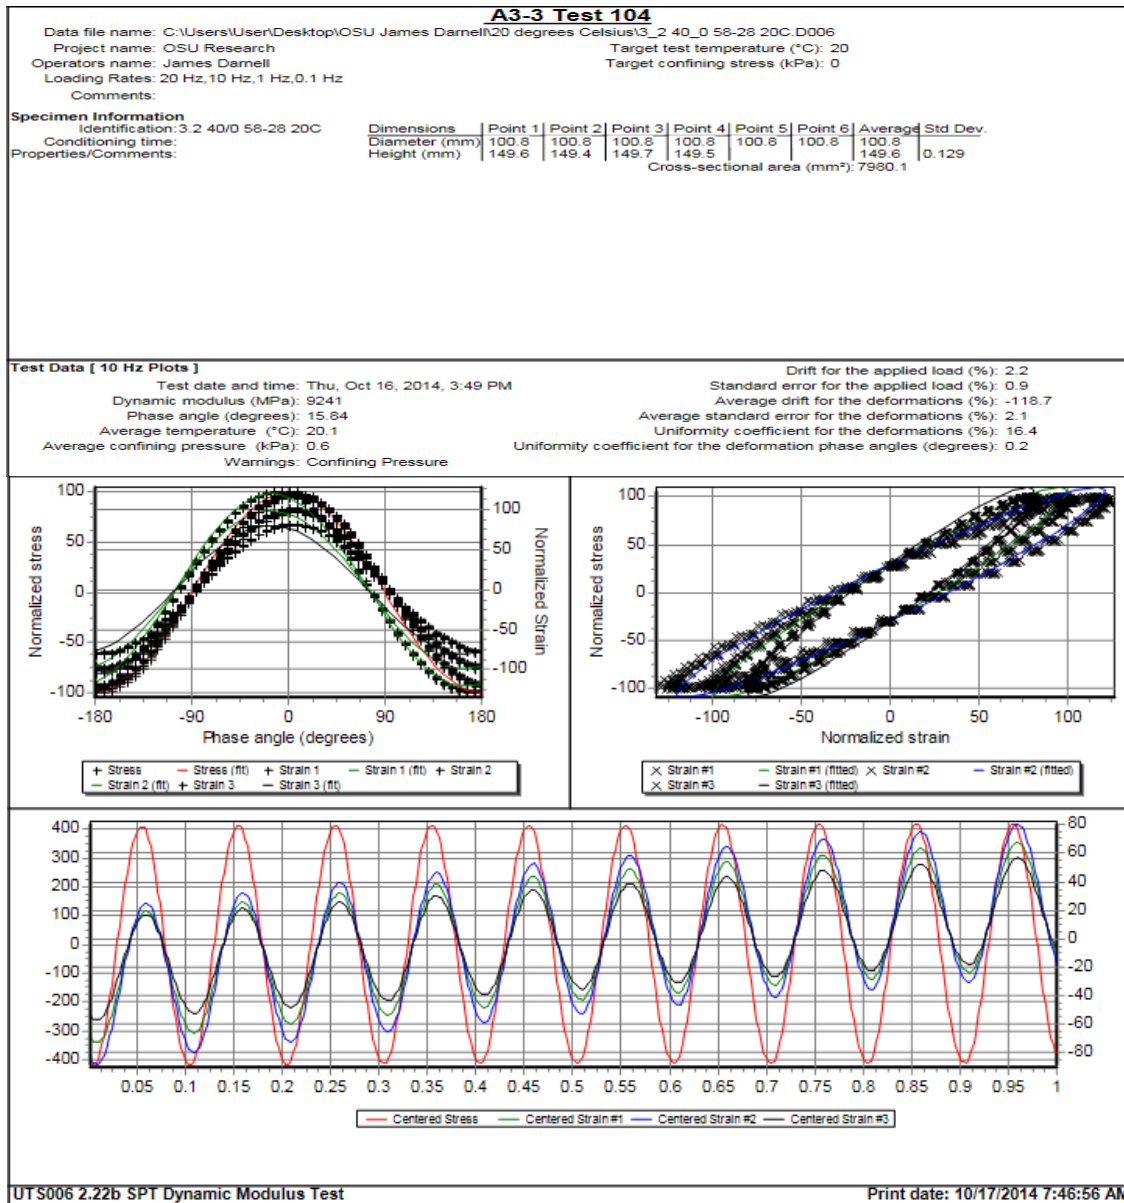 A3-3 Test 104
Data file name: C:\Users\User\Desktop\OSU James Darnell\20 degrees Celsius\3_2 40_0 58-28 20C.D006
Project name: OSU Research Target test temperature (°C): 20
Operators name: James Darnell Target confining stress (kPa): 0
Loading Rates: 20 Hz,10 Hz,1 Hz,0.1 Hz
Comments:
Specimen Information
Identification: 3.2 40/0 58-28 20C Dimensions Point 1 Point 2 Point 3 Point 4 Point 5 Point 6 Average Std Dev.
Conditioning time: Diameter (mm) 100.8 100.8 100.8 100.8 100.8 100.8 100.8
Properties/Comments: Height (mm) 149.6 149.4 149.7 149.5 149.6 0.129
Cross-sectional area (mm²): 7980.1
Test Data [ 10 Hz Plots ] Drift for the applied load (%): 2.2
Test date and time: Thu, Oct 16, 2014, 3:49 PM Standard error for the applied load (%): 0.9
Dynamic modulus (MPa): 9241 Average drift for the deformations (%): -118.7
Phase angle (degrees): 15.84 Average standard error for the deformations (%): 2.1
Average temperature (°C): 20.1 Uniformity coefficient for the deformations (%): 16.4
Average confining pressure (kPa): 0.6 Uniformity coefficient for the deformation phase angles (degrees): 0.2
Warnings: Confining Pressure
Normalized stress
100
50
0
-50
-100
100
50
0
-50
-100
Normalized Strain
-180 -90 0 90 180
Phase angle (degrees)
+ Stress — Stress (fit) + Strain 1 — Strain 1 (fit) + Strain 2
— Strain 2 (fit) + Strain 3 — Strain 3 (fit)
Normalized stress
100
50
0
-50
-100
-100 -50 0 50 100
Normalized strain
× Strain #1 — Strain #1 (fitted) × Strain #2 — Strain #2 (fitted)
× Strain #3 — Strain #3 (fitted)
400 80
300 60
200 40
100 20
0 0
-100 -20
-200 -40
-300 -60
-400 -80
0.05 0.1 0.15 0.2 0.25 0.3 0.35 0.4 0.45 0.5 0.55 0.6 0.65 0.7 0.75 0.8 0.85 0.9 0.95 1
— Centered Stress — Centered Strain #1 — Centered Strain #2 — Centered Strain #3
UTS006 2.22b SPT Dynamic Modulus Test Print date: 10/17/2014 7:46:56 AM